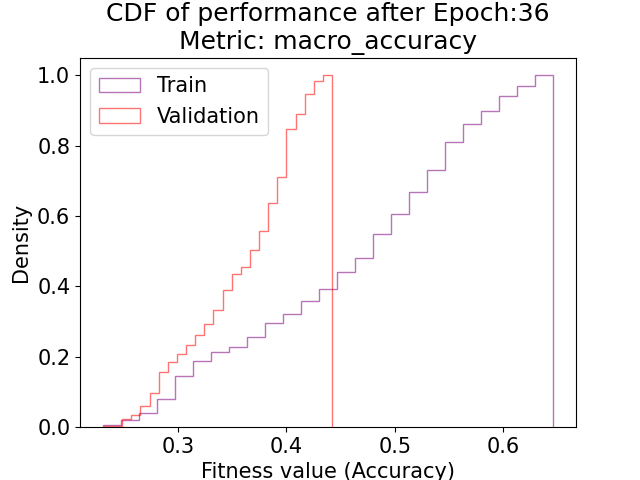 CDF of performance after Epoch:36
Metric: macro_accuracy
Train
Validation
1.0
0.8
0.6
0.4
0.2
0.0
Density
0.3
0.4
0.5
0.6
Fitness value (Accuracy)